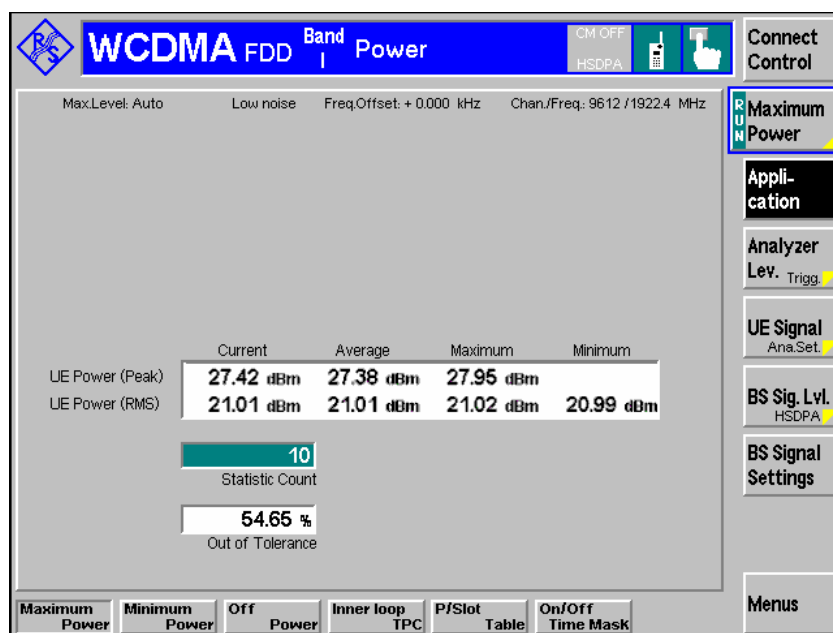 R&S
WCDMA FDD Band I Power
CM OFF
HSDPA
Connect Control
Max.Level: Auto Low noise Freq.Offset: + 0.000 kHz Chan./Freq.: 9612 / 1922.4 MHz
RUN
Maximum Power
Appli-
cation
Analyzer
Lev. Trigg.
UE Signal
Ana.Set.
Current Average Maximum Minimum
UE Power (Peak) 27.42 dBm 27.38 dBm 27.95 dBm
UE Power (RMS) 21.01 dBm 21.01 dBm 21.02 dBm 20.99 dBm
BS Sig. Lvl.
HSDPA
10
Statistic Count
BS Signal
Settings
54.65 %
Out of Tolerance
Maximum Power
Minimum Power
Off Power
Inner loop TPC
P/Slot Table
On/Off Time Mask
Menus